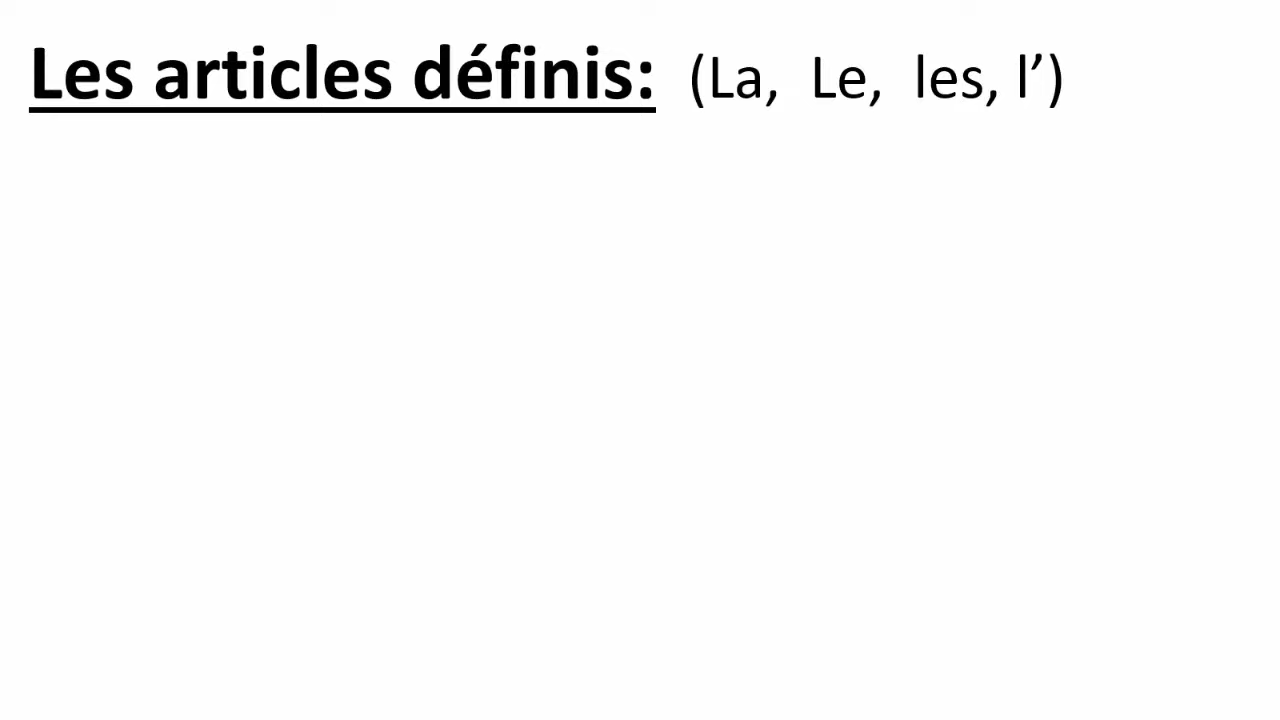 Les articles définis: (La, Le, les, l’)